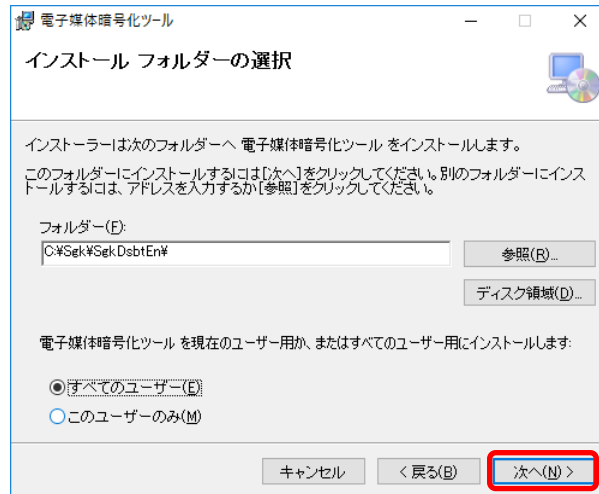 電子媒体暗号化ツール
インストール フォルダーの選択
インストーラーは次のフォルダーへ 電子媒体暗号化ツール をインストールします。
このフォルダーにインストールするには[次へ]をクリックしてください。別のフォルダーにインス
トールするには、アドレスを入力するか[参照]をクリックしてください。
フォルダー(F):
C:¥Sgk¥SgkDsbtEn¥
参照(R)...
ディスク領域(D)...
電子媒体暗号化ツール を現在のユーザー用か、またはすべてのユーザー用にインストールします:
すべてのユーザー(E)
このユーザーのみ(M)
キャンセル
< 戻る(B)
次へ(N) >